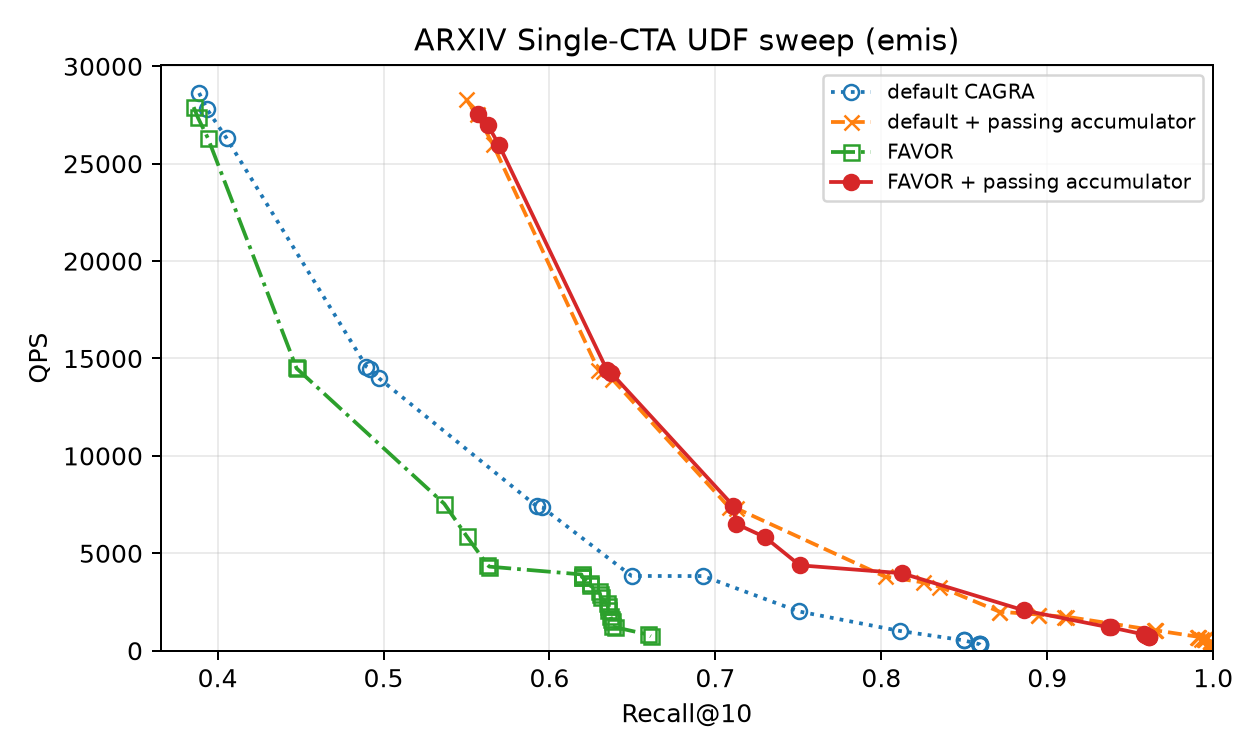 ARXIV Single-CTA UDF sweep (emis)
30000
25000
20000
15000
10000
5000
0
QPS
default CAGRA
default + passing accumulator
FAVOR
FAVOR + passing accumulator
0.4 0.5 0.6 0.7 0.8 0.9 1.0
Recall@10